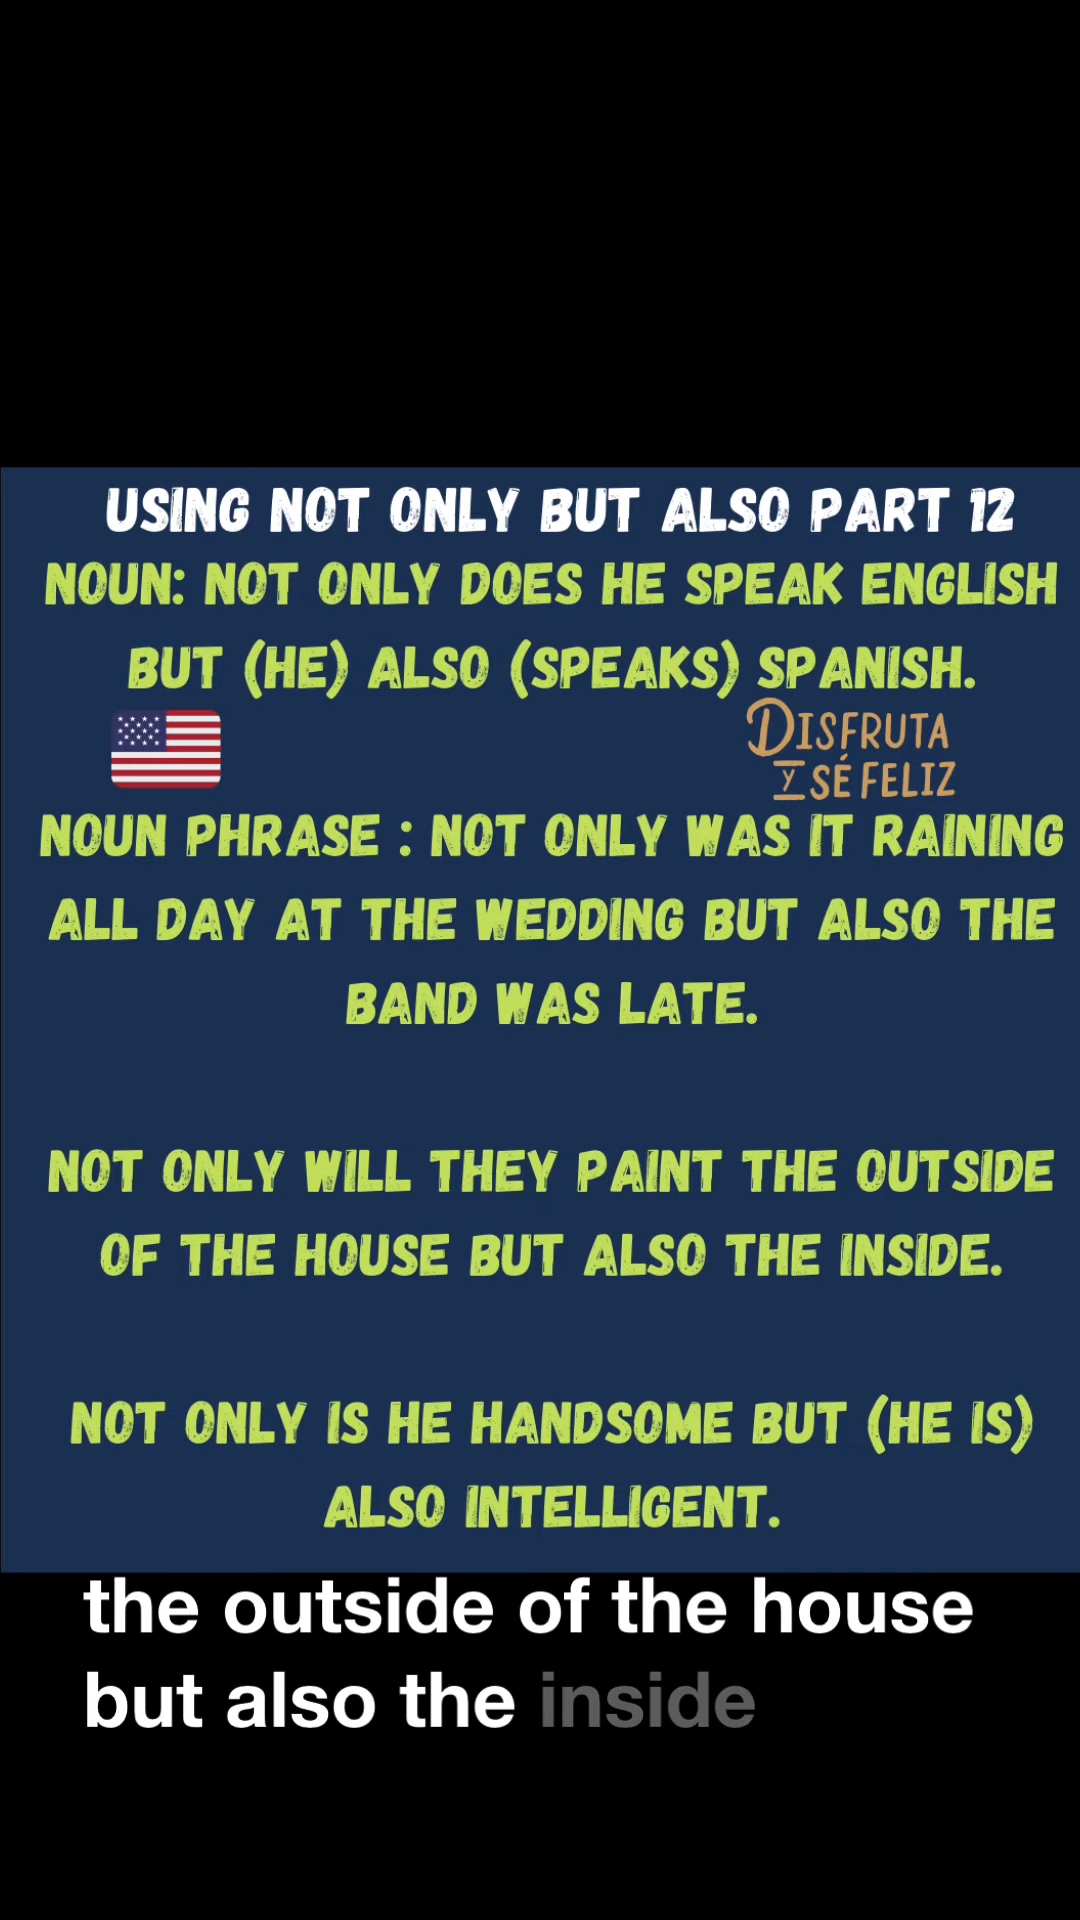 USING NOT ONLY BUT ALSO PART 12
NOUN: NOT ONLY DOES HE SPEAK ENGLISH
BUT (HE) ALSO (SPEAKS) SPANISH.
DISFRUTA
Y SÉ FELIZ
NOUN PHRASE : NOT ONLY WAS IT RAINING
ALL DAY AT THE WEDDING BUT ALSO THE
BAND WAS LATE.
NOT ONLY WILL THEY PAINT THE OUTSIDE
OF THE HOUSE BUT ALSO THE INSIDE.
NOT ONLY IS HE HANDSOME BUT (HE IS)
ALSO INTELLIGENT.
the outside of the house
but also the inside